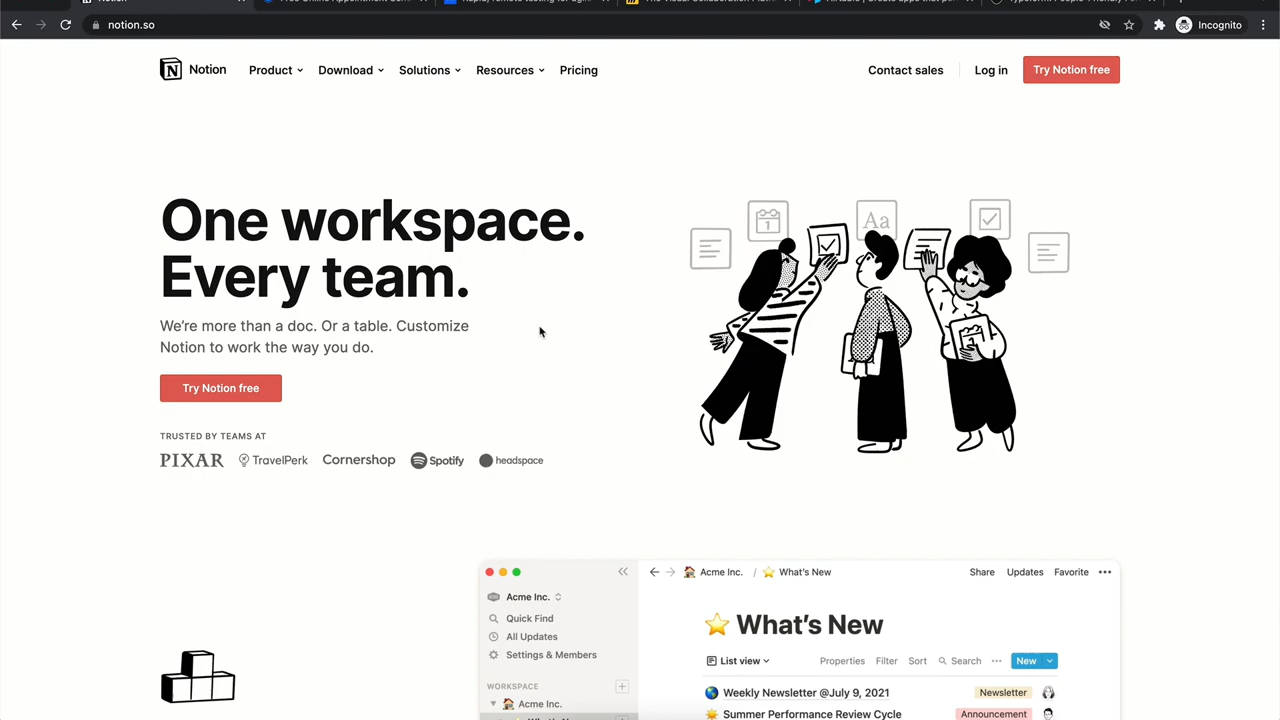 Notion
notion.so
Incognito
Notion
Product
Download
Solutions
Resources
Pricing
Contact sales
Log in
Try Notion free
One workspace.
Every team.
We’re more than a doc. Or a table. Customize
Notion to work the way you do.
Try Notion free
TRUSTED BY TEAMS AT
PIXAR
TravelPerk
Cornershop
Spotify
headspace
1
Aa
Acme Inc.
Quick Find
All Updates
Settings & Members
WORKSPACE
Acme Inc.
What's New
Acme Inc. / What's New
Share
Updates
Favorite
What's New
List view
Properties
Filter
Sort
Search
New
Weekly Newsletter @July 9, 2021
Newsletter
Summer Performance Review Cycle
Announcement